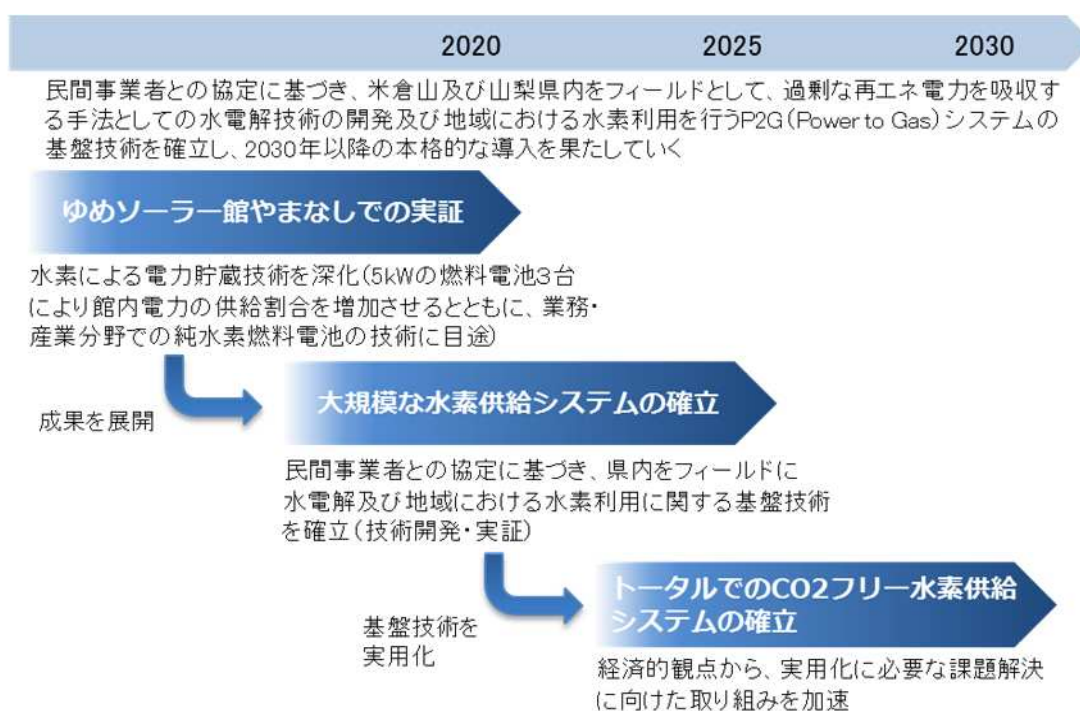 2020 2025 2030
民間事業者との協定に基づき、米倉山及び山梨県内をフィールドとして、過剰な再エネ電力を吸収す
る手法としての水電解技術の開発及び地域における水素利用を行うP2G(Power to Gas)システムの
基盤技術を確立し、2030年以降の本格的な導入を果たしていく
ゆめソーラー館やまなしでの実証
水素による電力貯蔵技術を深化(5kWの燃料電池3台
により館内電力の供給割合を増加させるとともに、業務・
産業分野での純水素燃料電池の技術に目途)
成果を展開
大規模な水素供給システムの確立
民間事業者との協定に基づき、県内をフィールドに
水電解及び地域における水素利用に関する基盤技術
を確立(技術開発・実証)
基盤技術を
実用化
トータルでのCO2フリー水素供給
システムの確立
経済的観点から、実用化に必要な課題解決
に向けた取り組みを加速